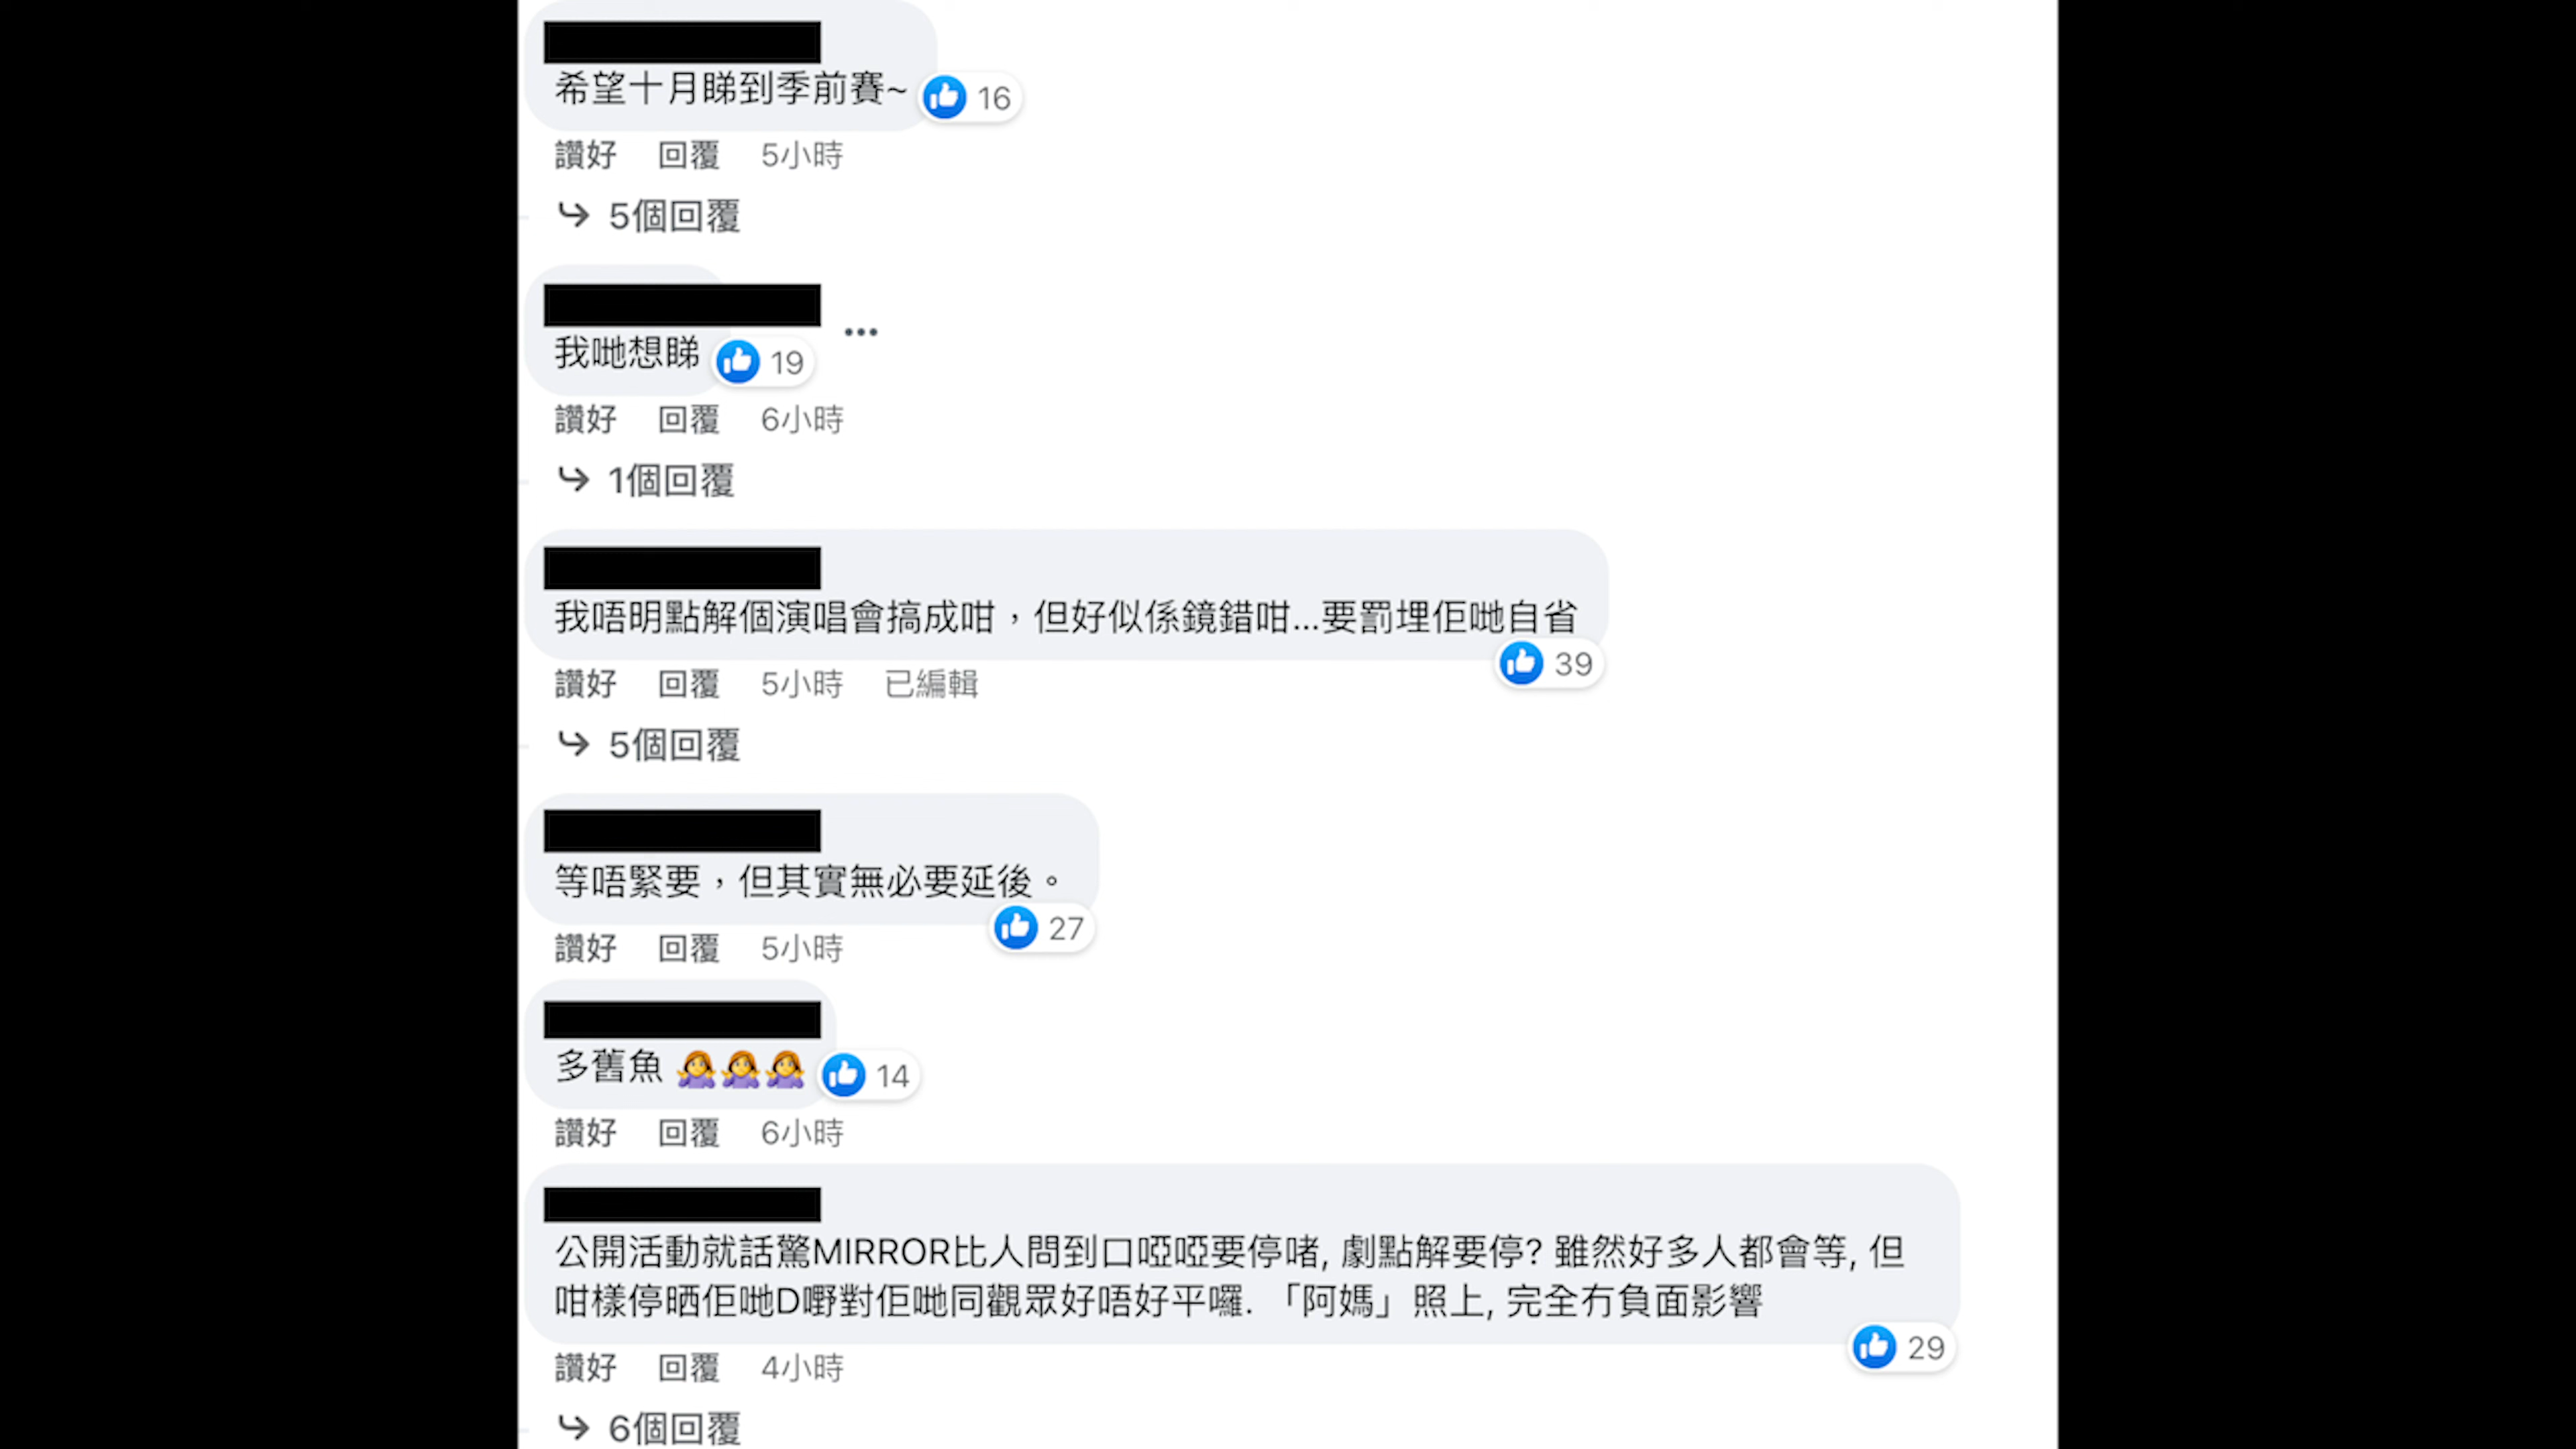 希望十月睇到季前賽~
16
讚好 回覆 5小時
5個回覆
我哋想睇
19
讚好 回覆 6小時
1個回覆
我唔明點解個演唱會搞成咁，但好似係鏡錯咁...要罰埋佢哋自省
39
讚好 回覆 5小時 已編輯
5個回覆
等唔緊要，但其實無必要延後。
27
讚好 回覆 5小時
多舊魚 🤷‍♀️🤷‍♀️🤷‍♀️
14
讚好 回覆 6小時
公開活動就話驚MIRROR比人問到口啞啞要停啫, 劇點解要停? 雖然好多人都會等, 但
咁樣停晒佢哋D嘢對佢哋同觀眾好唔好平囉. 「阿媽」照上, 完全冇負面影響
29
讚好 回覆 4小時
6個回覆